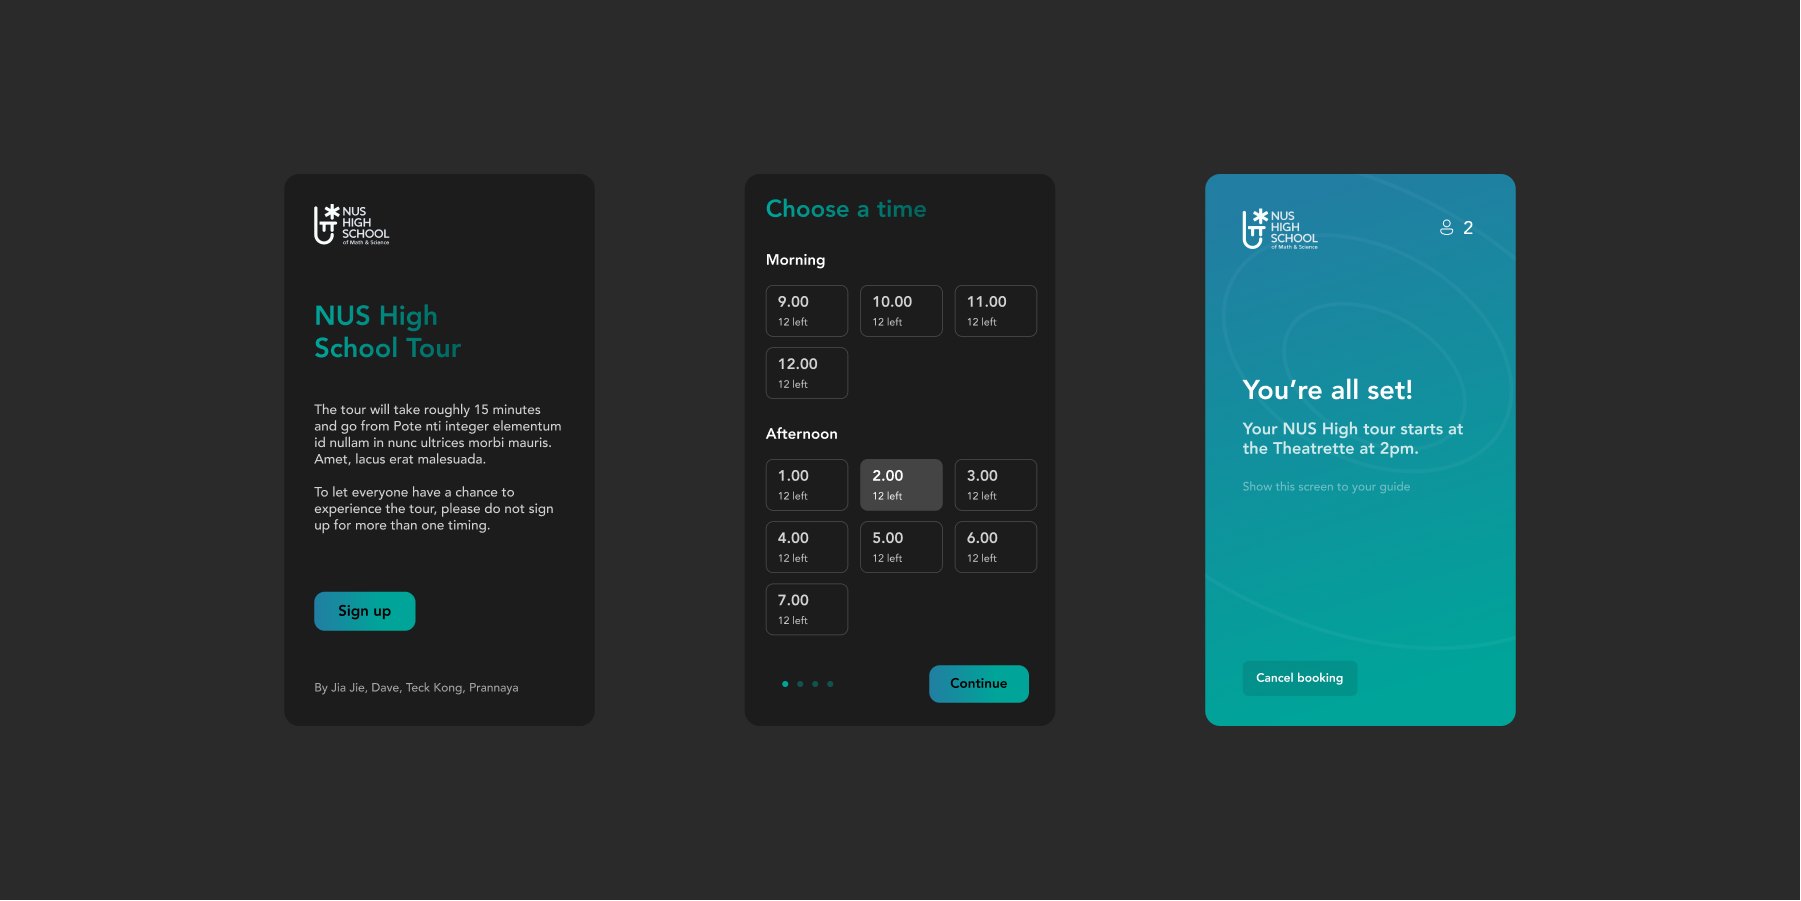 NUS
HIGH
SCHOOL
of Math & Science
NUS High
School Tour
The tour will take roughly 15 minutes
and go from Pote nti integer elementum
id nullam in nunc ultrices morbi mauris.
Amet, lacus erat malesuada.
To let everyone have a chance to
experience the tour, please do not sign
up for more than one timing.
Sign up
By Jia Jie, Dave, Teck Kong, Prannaya
Choose a time
Morning
9.00 10.00 11.00
12 left 12 left 12 left
12.00
12 left
Afternoon
1.00 2.00 3.00
12 left 12 left 12 left
4.00 5.00 6.00
12 left 12 left 12 left
7.00
12 left
Continue
NUS
HIGH
SCHOOL
of Math & Science
2
You’re all set!
Your NUS High tour starts at
the Theatrette at 2pm.
Show this screen to your guide
Cancel booking